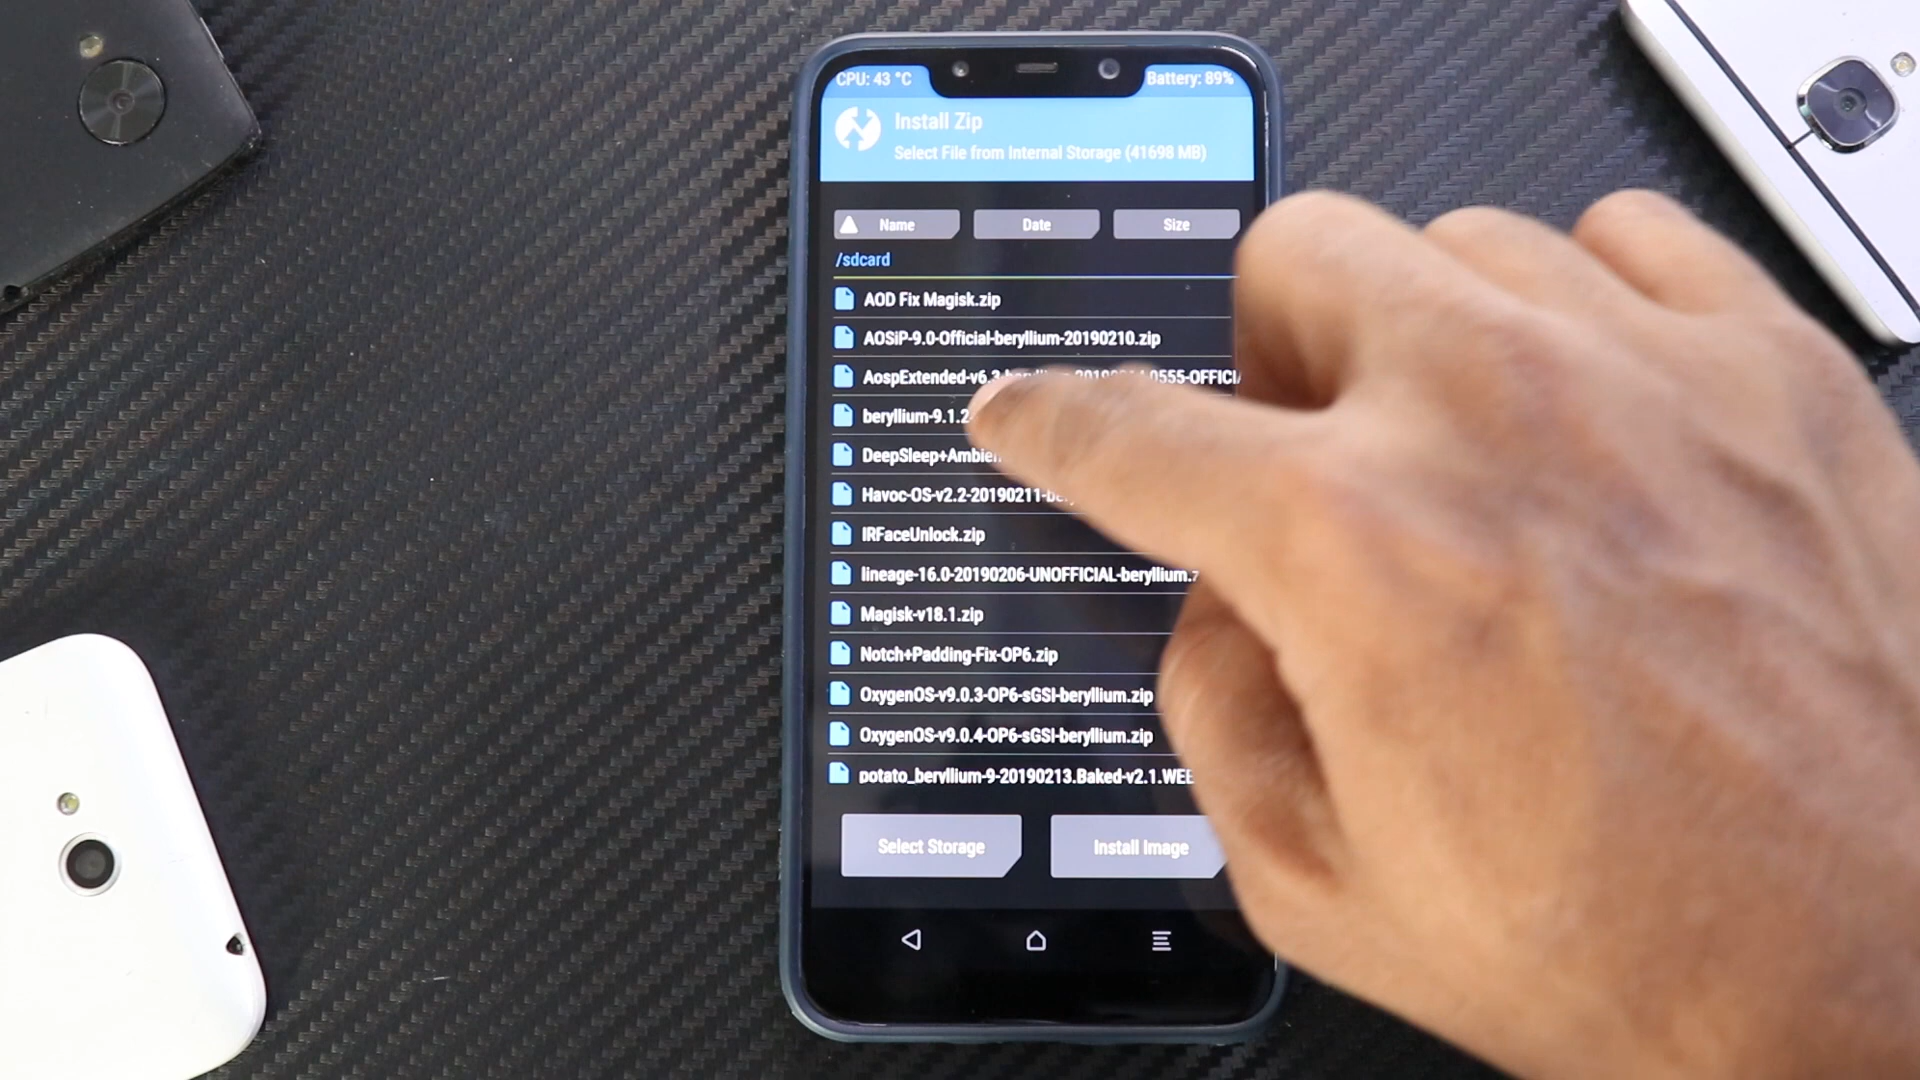 CPU: 43 °C
Battery: 89%
Install Zip
Select File from Internal Storage (41698 MB)
Name
Date
Size
/sdcard
AOD Fix Magisk.zip
AOSiP-9.0-Official-beryllium-20190210.zip
AospExtended-v6.3-beryllium
beryllium-9.1.2
DeepSleep+Ambien
Havoc-OS-v2.2-20190211-be
IRFaceUnlock.zip
lineage-16.0-20190206-UNOFFICIAL-beryllium.z
Magisk-v18.1.zip
Notch+Padding-Fix-OP6.zip
OxygenOS-v9.0.3-OP6-sGSI-beryllium.zip
OxygenOS-v9.0.4-OP6-sGSI-beryllium.zip
potato_beryllium-9-20190213.Baked-v2.1.WEE
Select Storage
Install Image